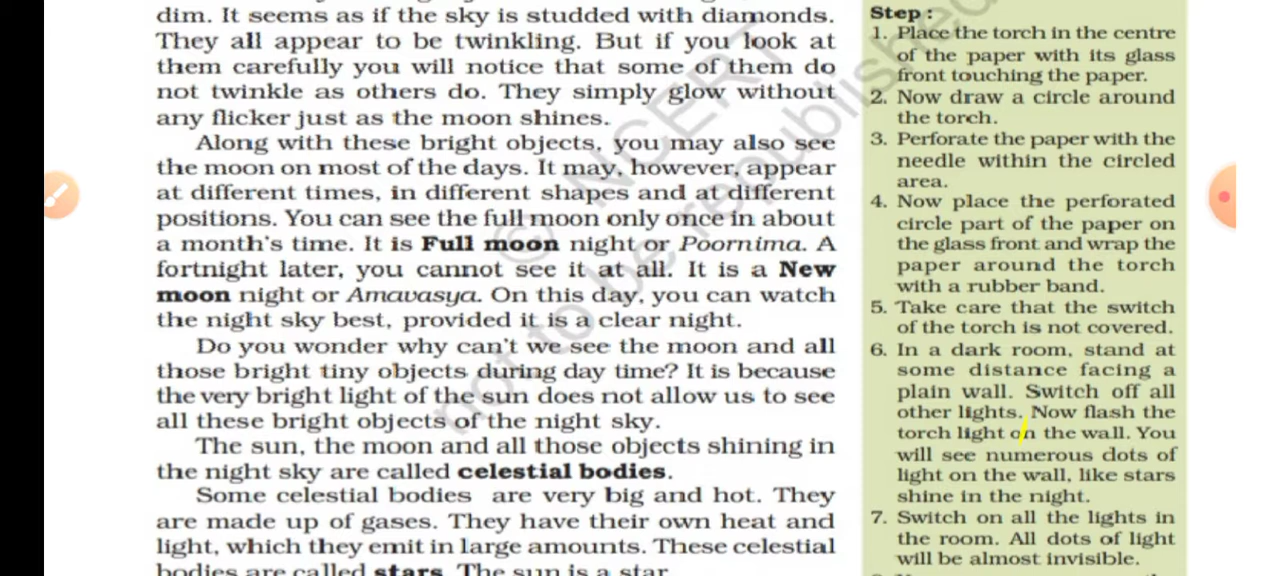 dim. It seems as if the sky is studded with diamonds.
They all appear to be twinkling. But if you look at
them carefully you will notice that some of them do
not twinkle as others do. They simply glow without
any flicker just as the moon shines.
Along with these bright objects, you may also see
the moon on most of the days. It may, however, appear
at different times, in different shapes and at different
positions. You can see the full moon only once in about
a month's time. It is Full moon night or Poornima. A
fortnight later, you cannot see it at all. It is a New
moon night or Amavasya. On this day, you can watch
the night sky best, provided it is a clear night.
Do you wonder why can't we see the moon and all
those bright tiny objects during day time? It is because
the very bright light of the sun does not allow us to see
all these bright objects of the night sky.
The sun, the moon and all those objects shining in
the night sky are called celestial bodies.
Some celestial bodies are very big and hot. They
are made up of gases. They have their own heat and
light, which they emit in large amounts. These celestial
bodies are called stars. The sun is a star.
Step :
1. Place the torch in the centre
of the paper with its glass
front touching the paper.
2. Now draw a circle around
the torch.
3. Perforate the paper with the
needle within the circled
area.
4. Now place the perforated
circle part of the paper on
the glass front and wrap the
paper around the torch
with a rubber band.
5. Take care that the switch
of the torch is not covered.
6. In a dark room, stand at
some distance facing a
plain wall. Switch off all
other lights. Now flash the
torch light on the wall. You
will see numerous dots of
light on the wall, like stars
shine in the night.
7. Switch on all the lights in
the room. All dots of light
will be almost invisible.
© NCERT
not to be republished